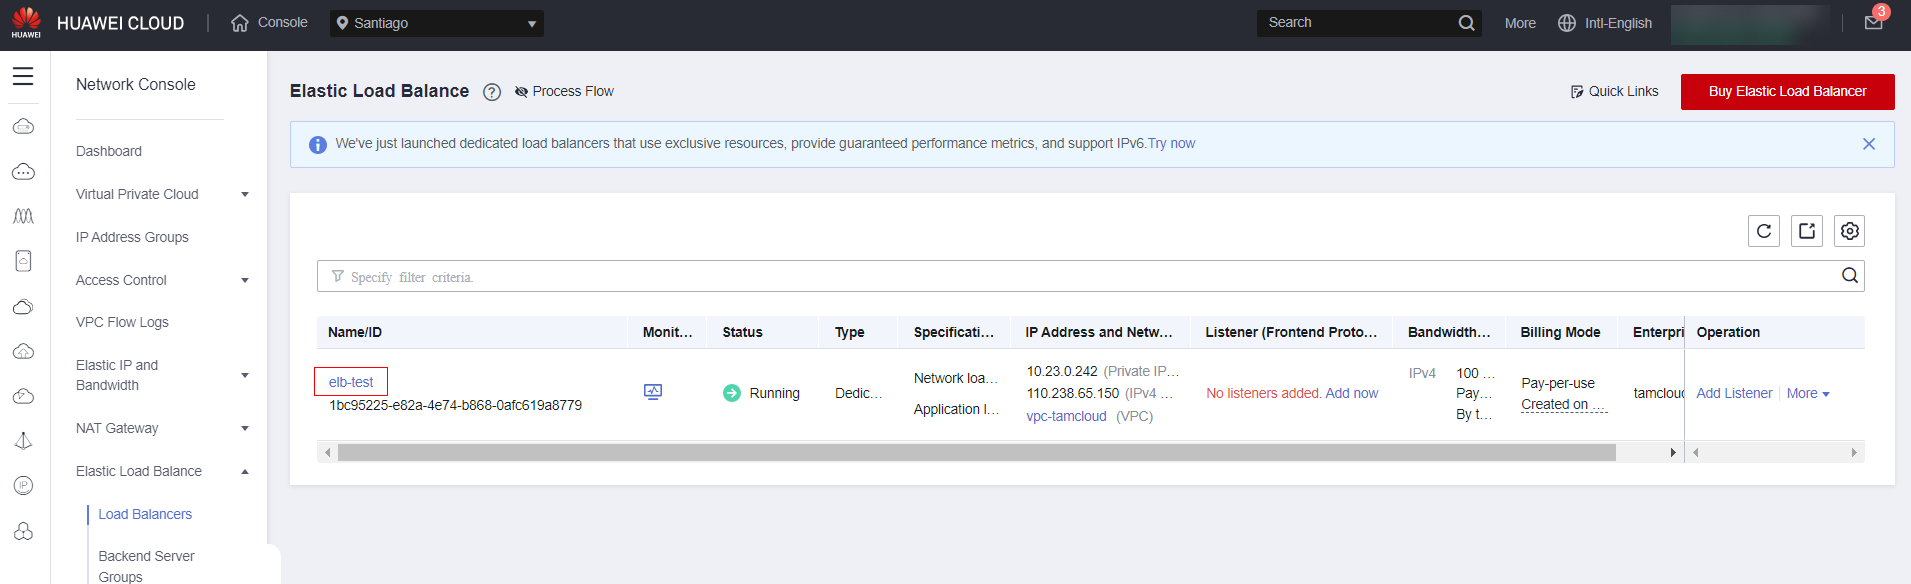 HUAWEI
HUAWEI CLOUD
Console
Santiago
Search
More
Intl-English
3
Network Console
Dashboard
Virtual Private Cloud
IP Address Groups
Access Control
VPC Flow Logs
Elastic IP and
Bandwidth
NAT Gateway
Elastic Load Balance
Load Balancers
Backend Server
Groups
IP
Elastic Load Balance
?
Process Flow
Quick Links
Buy Elastic Load Balancer
We've just launched dedicated load balancers that use exclusive resources, provide guaranteed performance metrics, and support IPv6.Try now
Specify filter criteria.
Name/ID
Monit...
Status
Type
Specificati...
IP Address and Netw...
Listener (Frontend Proto...
Bandwidth...
Billing Mode
Enterpri
Operation
elb-test
1bc95225-e82a-4e74-b868-0afc619a8779
Running
Dedic...
Network loa...
Application l...
10.23.0.242 (Private IP...
110.238.65.150 (IPv4 ...
vpc-tamcloud (VPC)
No listeners added. Add now
IPv4
100 ...
Pay...
By t...
Pay-per-use
Created on ...
tamclou
Add Listener
More